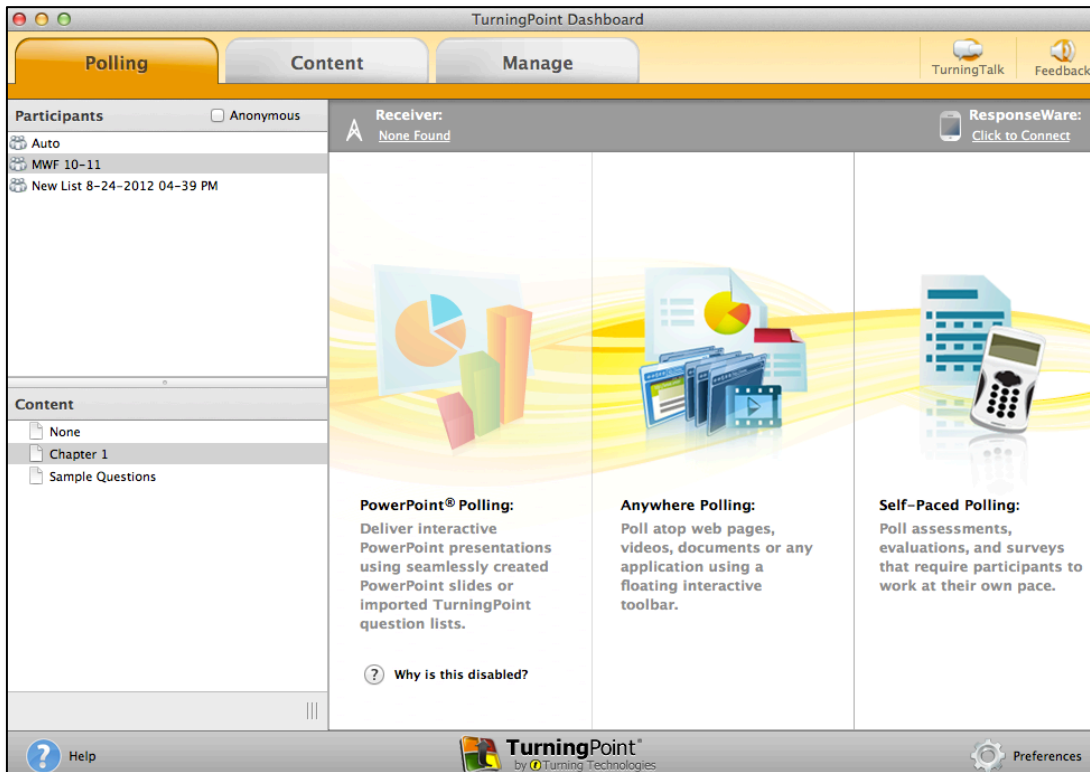 TurningPoint Dashboard
Polling
Content
Manage
TurningTalk
Feedback
Participants
Anonymous
Auto
MWF 10-11
New List 8-24-2012 04-39 PM
Receiver:
None Found
ResponseWare:
Click to Connect
Content
None
Chapter 1
Sample Questions
PowerPoint® Polling:
Deliver interactive
PowerPoint presentations
using seamlessly created
PowerPoint slides or
imported TurningPoint
question lists.
? Why is this disabled?
Anywhere Polling:
Poll atop web pages,
videos, documents or any
application using a
floating interactive
toolbar.
Self-Paced Polling:
Poll assessments,
evaluations, and surveys
that require participants to
work at their own pace.
? Help
TurningPoint®
by Turning Technologies
Preferences